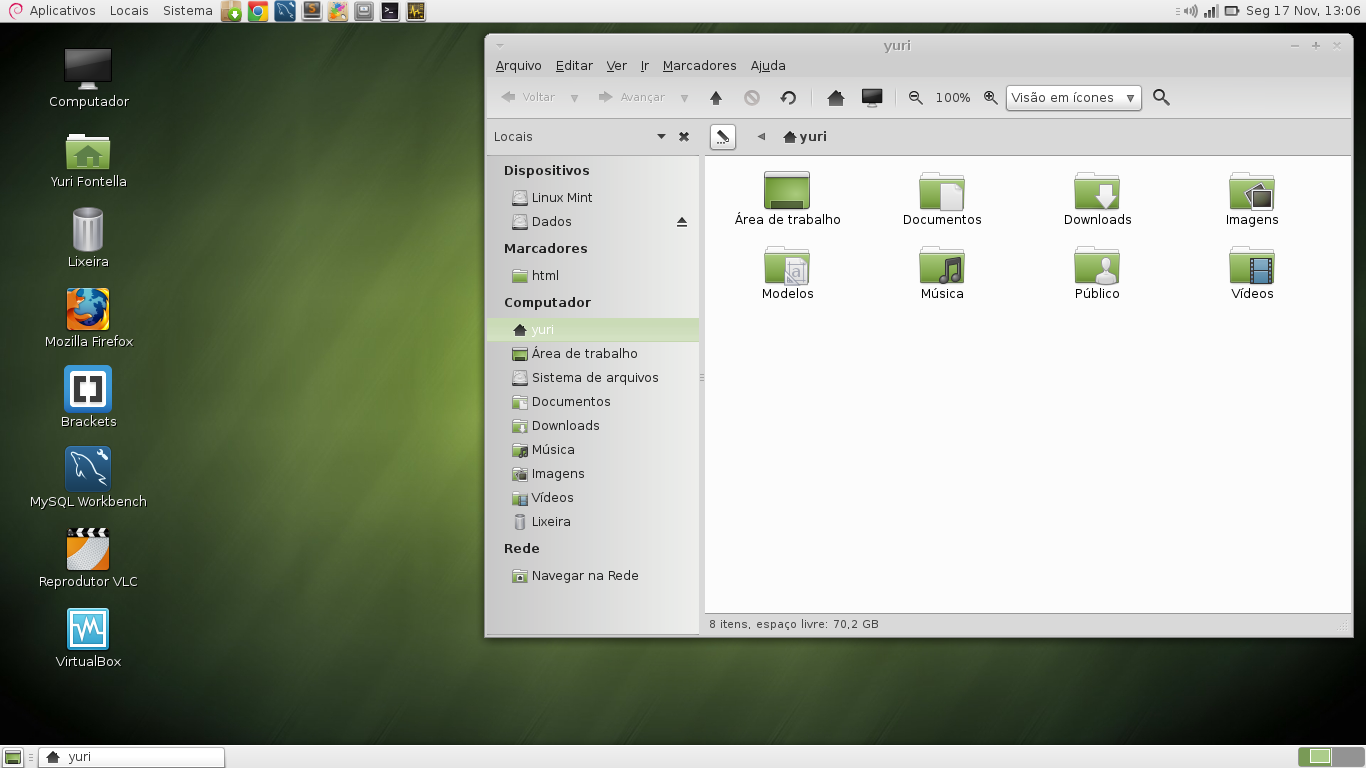 Aplicativos Locais Sistema Seg 17 Nov, 13:06
Computador
Yuri Fontella
Lixeira
Mozilla Firefox
Brackets
MySQL Workbench
Reprodutor VLC
VirtualBox
yuri
Arquivo Editar Ver Ir Marcadores Ajuda
Voltar Avançar 100% Visão em ícones
Locais yuri
Dispositivos
Linux Mint
Dados
Marcadores
html
Computador
yuri
Área de trabalho
Sistema de arquivos
Documentos
Downloads
Música
Imagens
Vídeos
Lixeira
Rede
Navegar na Rede
Área de trabalho Documentos Downloads Imagens
Modelos Música Público Vídeos
8 itens, espaço livre: 70,2 GB
yuri